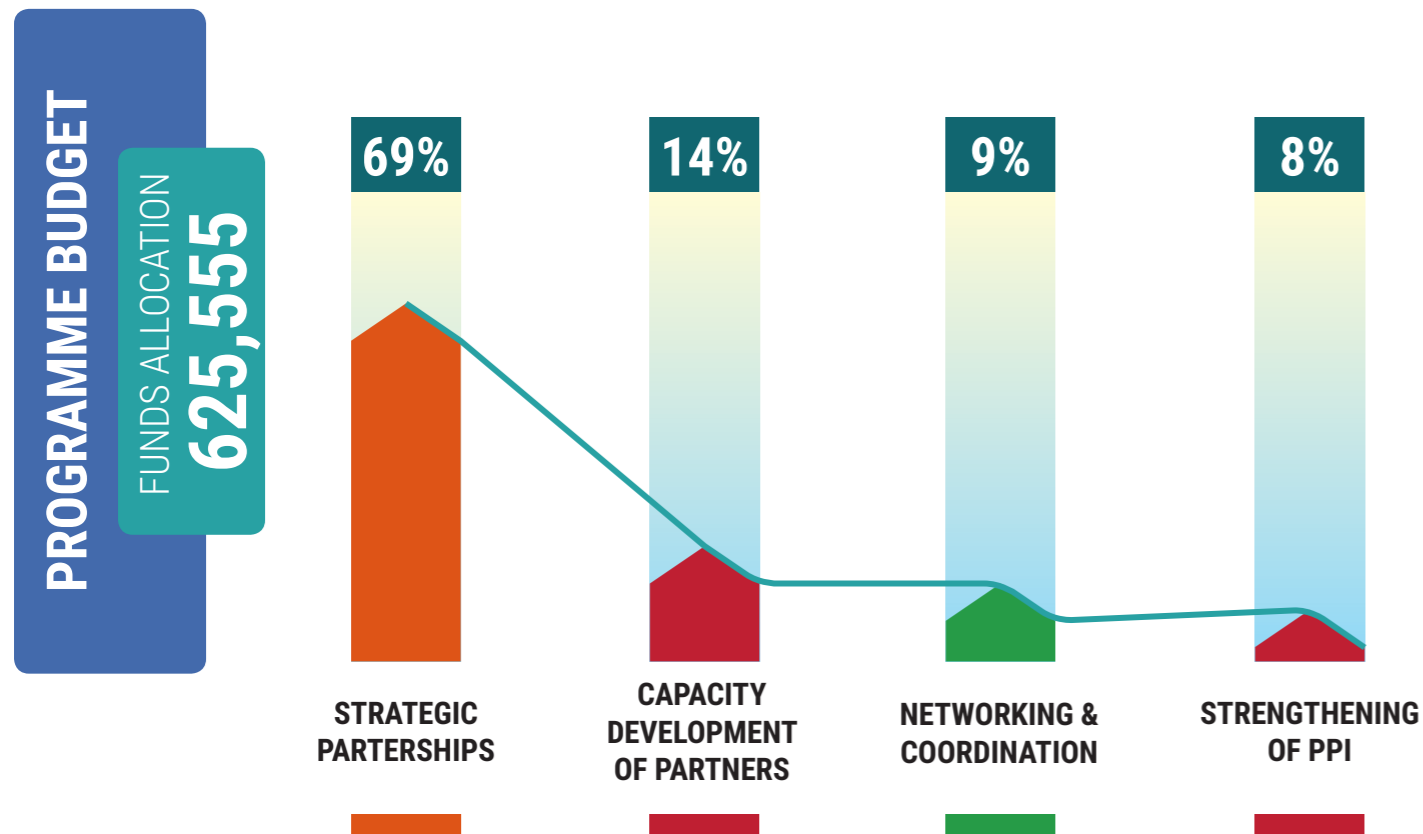 PROGRAMME BUDGET
FUNDS ALLOCATION
625,555
69%
14%
9%
8%
STRATEGIC
PARTERSHIPS
CAPACITY
DEVELOPMENT
OF PARTNERS
NETWORKING &
COORDINATION
STRENGTHENING
OF PPI